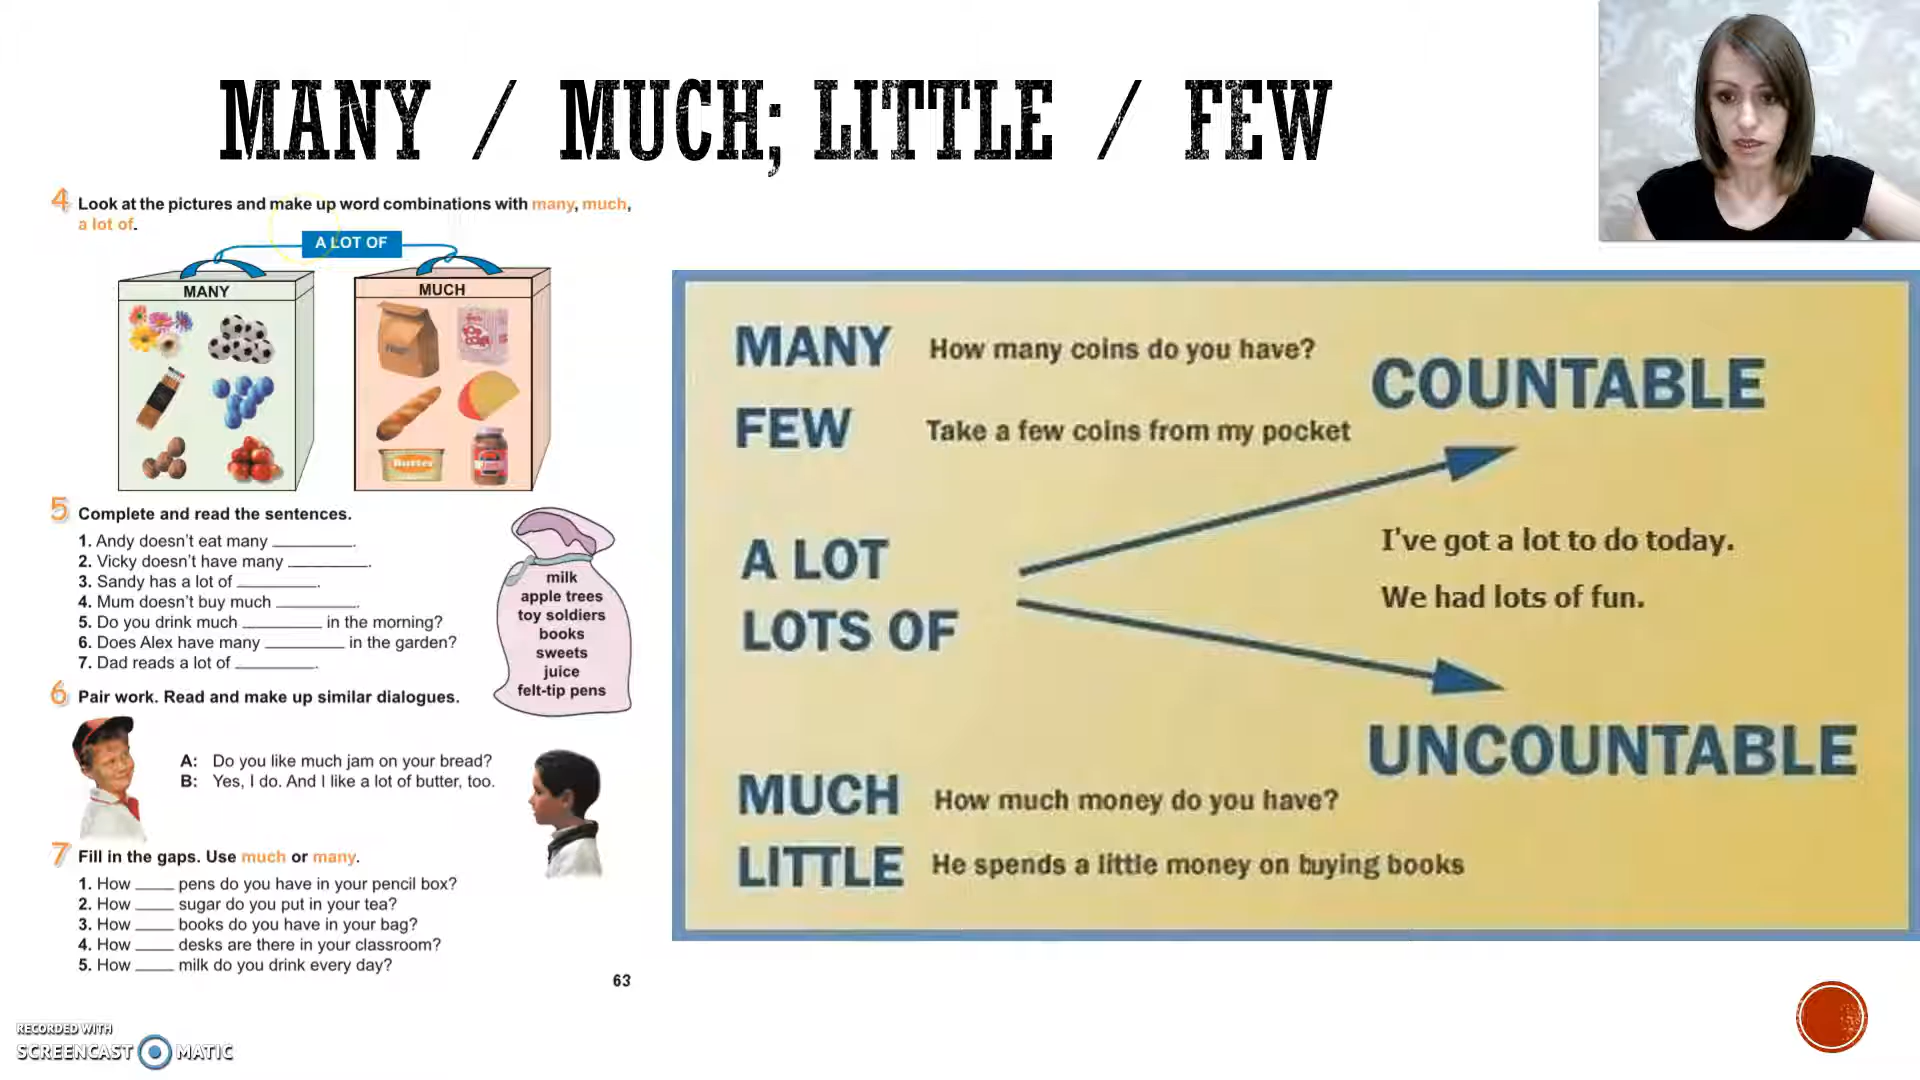 MANY / MUCH; LITTLE / FEW
4 Look at the pictures and make up word combinations with many, much,
a lot of.
A LOT OF
MANY
MUCH
Butter
5 Complete and read the sentences.
1. Andy doesn't eat many ________.
2. Vicky doesn't have many ________.
3. Sandy has a lot of ________.
4. Mum doesn't buy much ________.
5. Do you drink much ________ in the morning?
6. Does Alex have many ________ in the garden?
7. Dad reads a lot of ________.
milk
apple trees
toy soldiers
books
sweets
juice
felt-tip pens
6 Pair work. Read and make up similar dialogues.
A: Do you like much jam on your bread?
B: Yes, I do. And I like a lot of butter, too.
7 Fill in the gaps. Use much or many.
1. How ____ pens do you have in your pencil box?
2. How ____ sugar do you put in your tea?
3. How ____ books do you have in your bag?
4. How ____ desks are there in your classroom?
5. How ____ milk do you drink every day?
63
MANY How many coins do you have?
FEW Take a few coins from my pocket
COUNTABLE
A LOT
LOTS OF
I've got a lot to do today.
We had lots of fun.
UNCOUNTABLE
MUCH How much money do you have?
LITTLE He spends a little money on buying books
RECORDED WITH
SCREENCAST MATIC